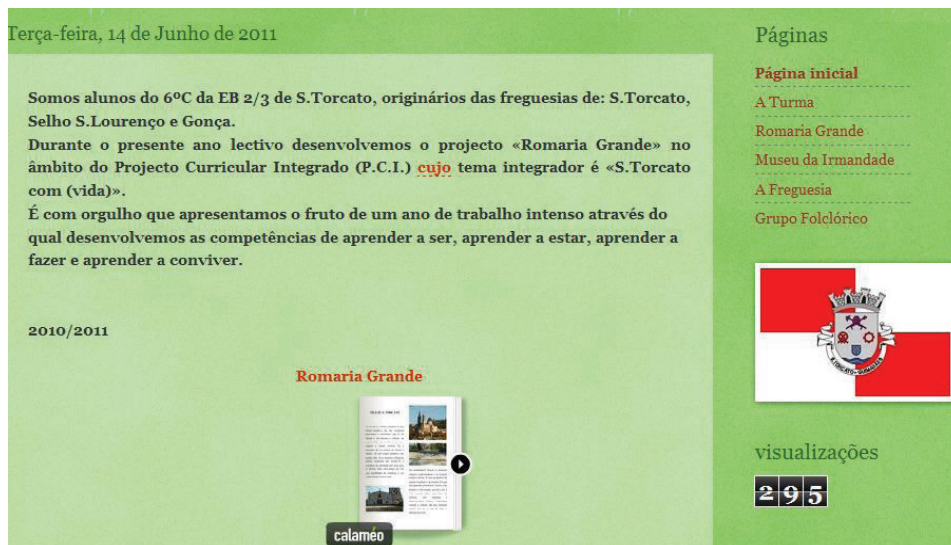 Terça-feira, 14 de Junho de 2011
Somos alunos do 6ºC da EB 2/3 de S.Torcato, originários das freguesias de: S.Torcato,
Selho S.Lourenço e Gonça.
Durante o presente ano lectivo desenvolvemos o projecto «Romaria Grande» no
âmbito do Projecto Curricular Integrado (P.C.I.) cujo tema integrador é «S.Torcato
com (vida)».
É com orgulho que apresentamos o fruto de um ano de trabalho intenso através do
qual desenvolvemos as competências de aprender a ser, aprender a estar, aprender a
fazer e aprender a conviver.
2010/2011
Romaria Grande
calaméo
Páginas
Página inicial
A Turma
Romaria Grande
Museu da Irmandade
A Freguesia
Grupo Folclórico
S. TORCATO - GUIMARÃES
visualizações
295